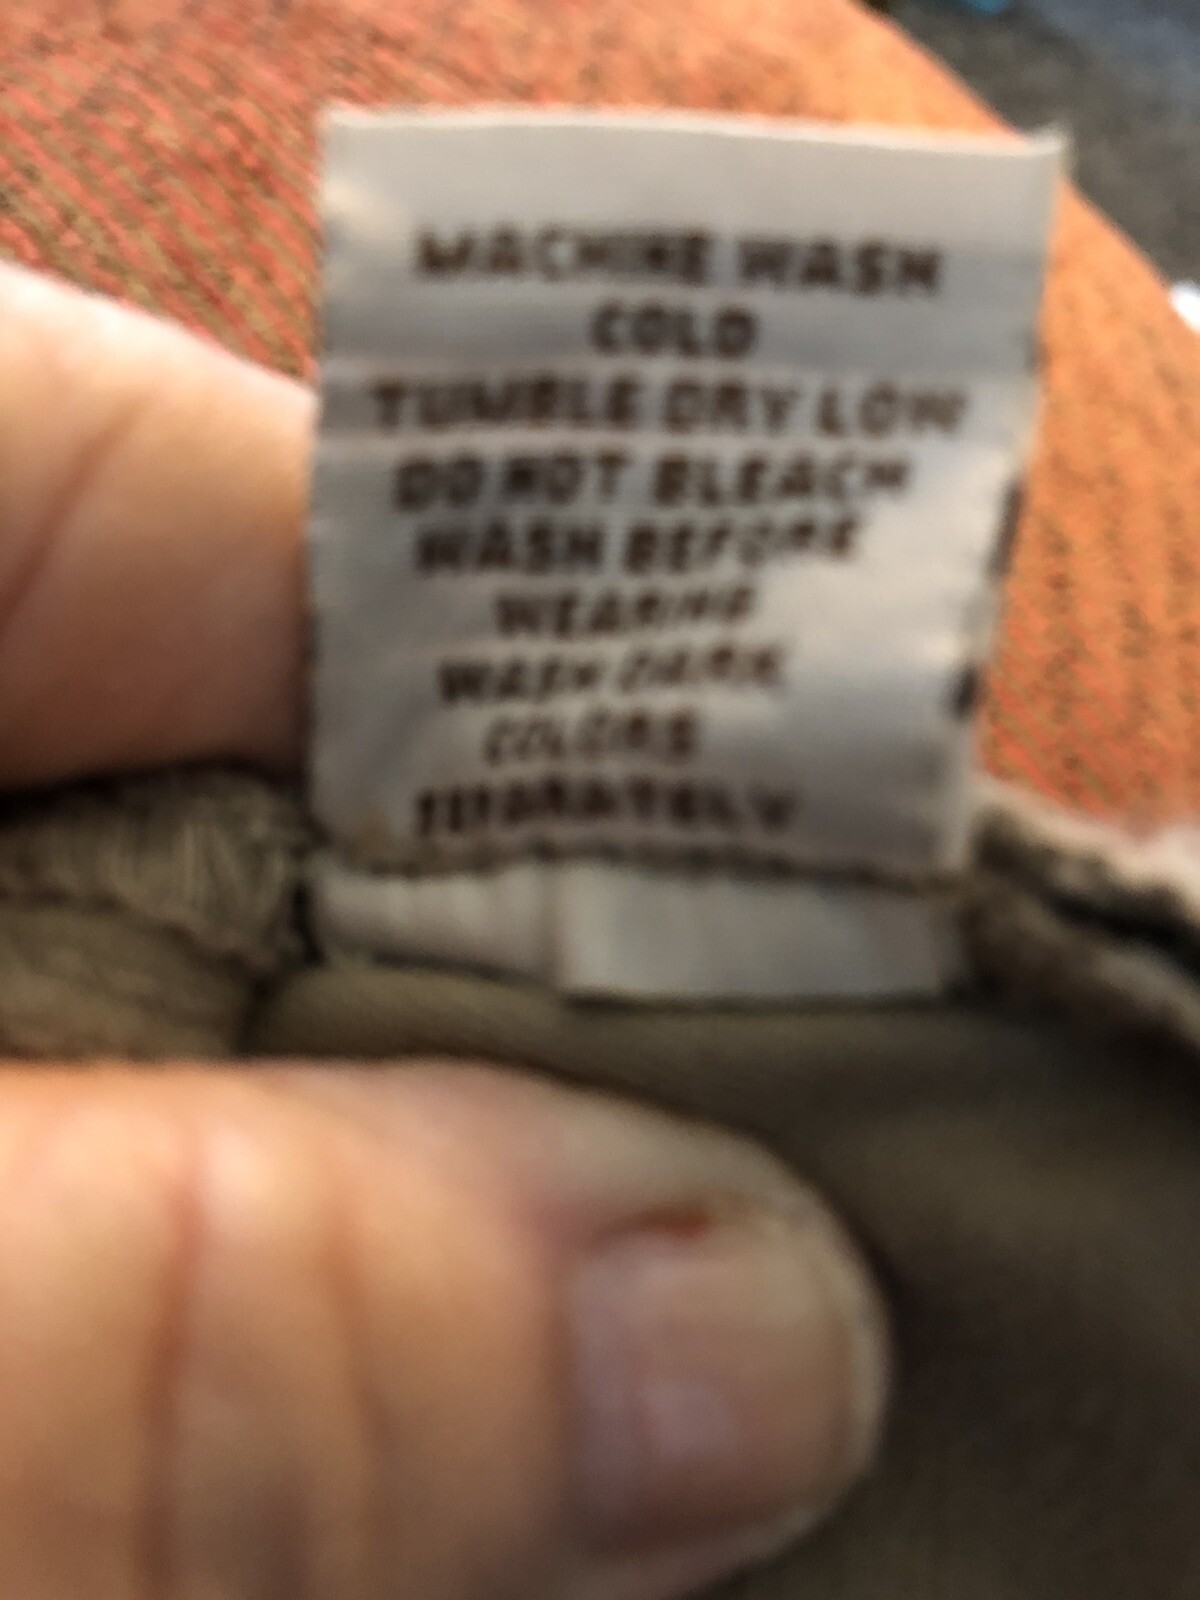 MACHINE WASH
COLD
TUMBLE DRY LOW
DO NOT BLEACH
WASH BEFORE
WEARING
WASH DARK
COLORS
SEPARATELY